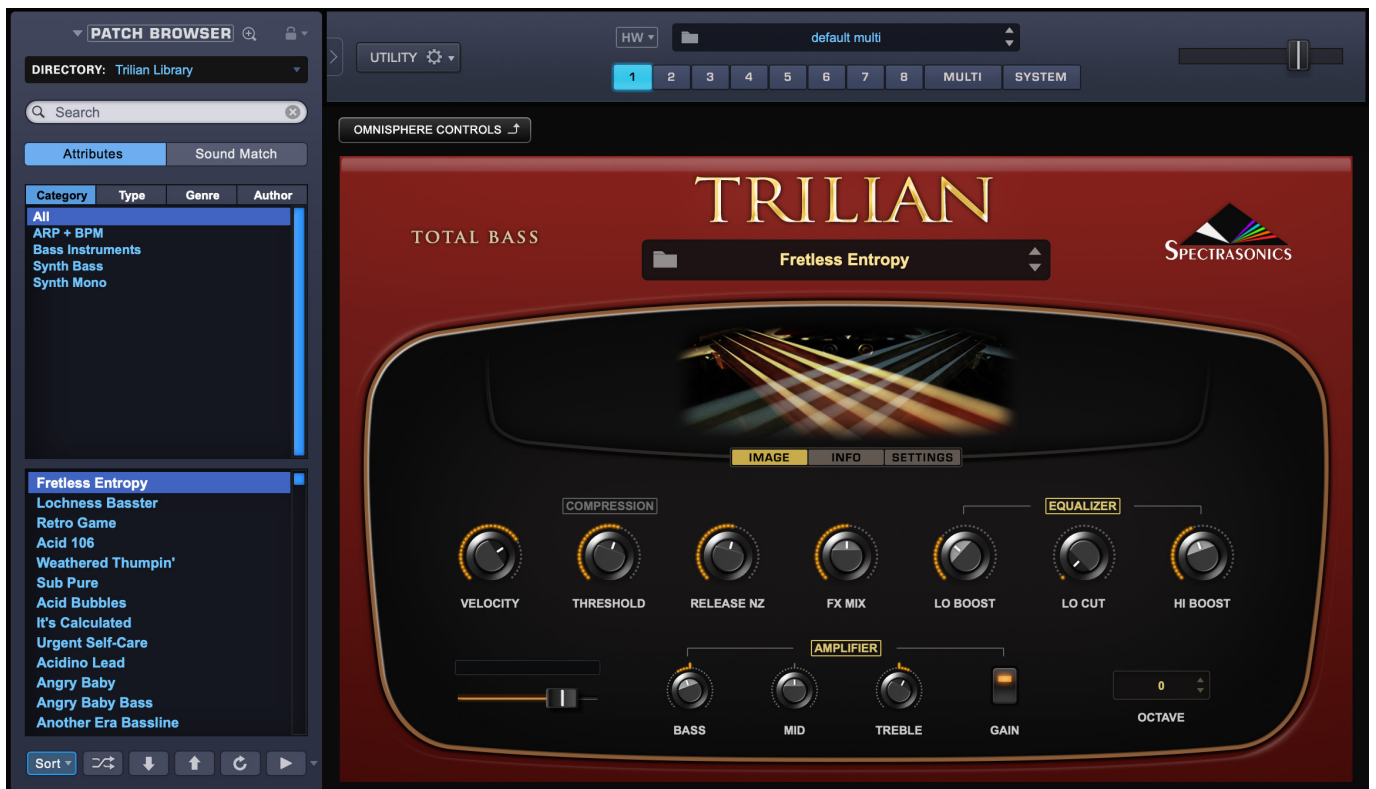 PATCH BROWSER
DIRECTORY: Trilian Library
Search
Attributes Sound Match
Category Type Genre Author
All
ARP + BPM
Bass Instruments
Synth Bass
Synth Mono
Fretless Entropy
Lochness Basster
Retro Game
Acid 106
Weathered Thumpin'
Sub Pure
Acid Bubbles
It's Calculated
Urgent Self-Care
Acidino Lead
Angry Baby
Angry Baby Bass
Another Era Bassline
Sort
UTILITY
HW
default multi
1 2 3 4 5 6 7 8 MULTI SYSTEM
OMNISPHERE CONTROLS
TRILIAN
TOTAL BASS
Fretless Entropy
SPECTRASONICS
IMAGE INFO SETTINGS
COMPRESSION
EQUALIZER
VELOCITY THRESHOLD RELEASE NZ FX MIX LO BOOST LO CUT HI BOOST
AMPLIFIER
0
BASS MID TREBLE GAIN
OCTAVE